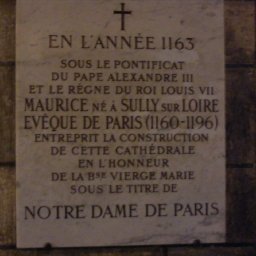 EN L'ANNÉE 1163
SOUS LE PONTIFICAT
DU PAPE ALEXANDRE III
ET LE RÈGNE DU ROI LOUIS VII
MAURICE NÉ À SULLY SUR LOIRE
EVÊQUE DE PARIS (1160-1196)
ENTREPRIT LA CONSTRUCTION
DE CETTE CATHÉDRALE
EN L'HONNEUR
DE LA BSE VIERGE MARIE
SOUS LE TITRE DE
NOTRE DAME DE PARIS